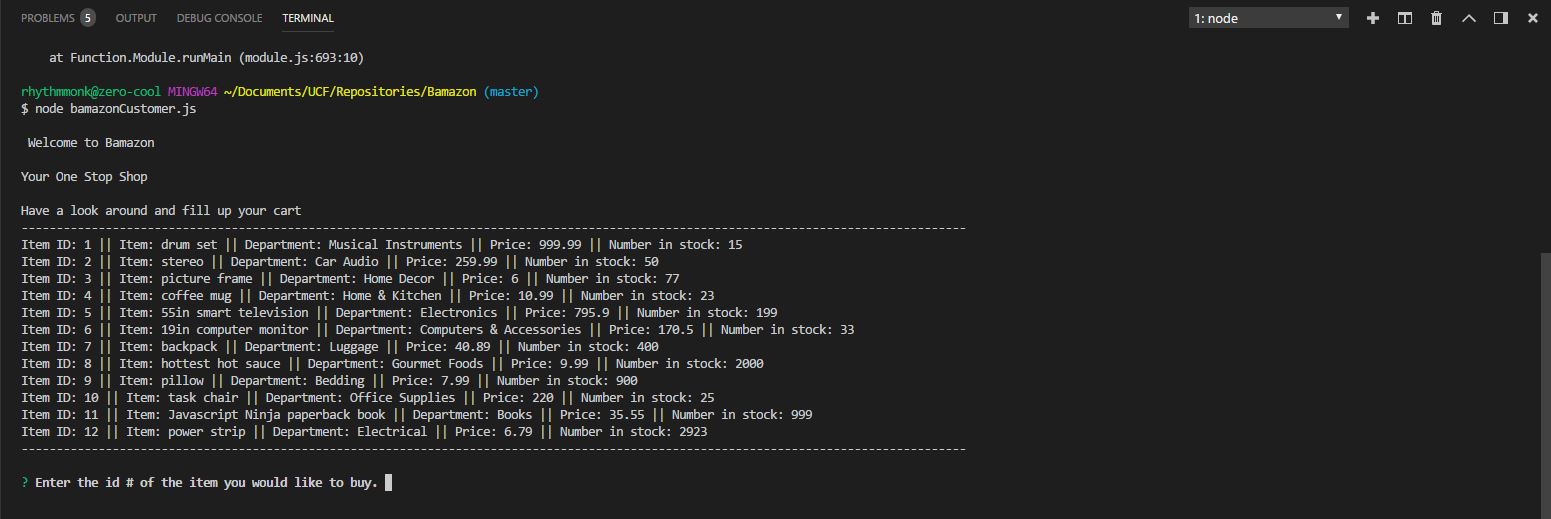 PROBLEMS 5 OUTPUT DEBUG CONSOLE TERMINAL 1: node
at Function.Module.runMain (module.js:693:10)
rhythmmonk@zero-cool MINGW64 ~/Documents/UCF/Repositories/Bamazon (master)
$ node bamazonCustomer.js
Welcome to Bamazon
Your One Stop Shop
Have a look around and fill up your cart
---------------------------------------------------------------------------------------------------------------------------------------
Item ID: 1 || Item: drum set || Department: Musical Instruments || Price: 999.99 || Number in stock: 15
Item ID: 2 || Item: stereo || Department: Car Audio || Price: 259.99 || Number in stock: 50
Item ID: 3 || Item: picture frame || Department: Home Decor || Price: 6 || Number in stock: 77
Item ID: 4 || Item: coffee mug || Department: Home & Kitchen || Price: 10.99 || Number in stock: 23
Item ID: 5 || Item: 55in smart television || Department: Electronics || Price: 795.9 || Number in stock: 199
Item ID: 6 || Item: 19in computer monitor || Department: Computers & Accessories || Price: 170.5 || Number in stock: 33
Item ID: 7 || Item: backpack || Department: Luggage || Price: 40.89 || Number in stock: 400
Item ID: 8 || Item: hottest hot sauce || Department: Gourmet Foods || Price: 9.99 || Number in stock: 2000
Item ID: 9 || Item: pillow || Department: Bedding || Price: 7.99 || Number in stock: 900
Item ID: 10 || Item: task chair || Department: Office Supplies || Price: 220 || Number in stock: 25
Item ID: 11 || Item: Javascript Ninja paperback book || Department: Books || Price: 35.55 || Number in stock: 999
Item ID: 12 || Item: power strip || Department: Electrical || Price: 6.79 || Number in stock: 2923
---------------------------------------------------------------------------------------------------------------------------------------
? Enter the id # of the item you would like to buy.